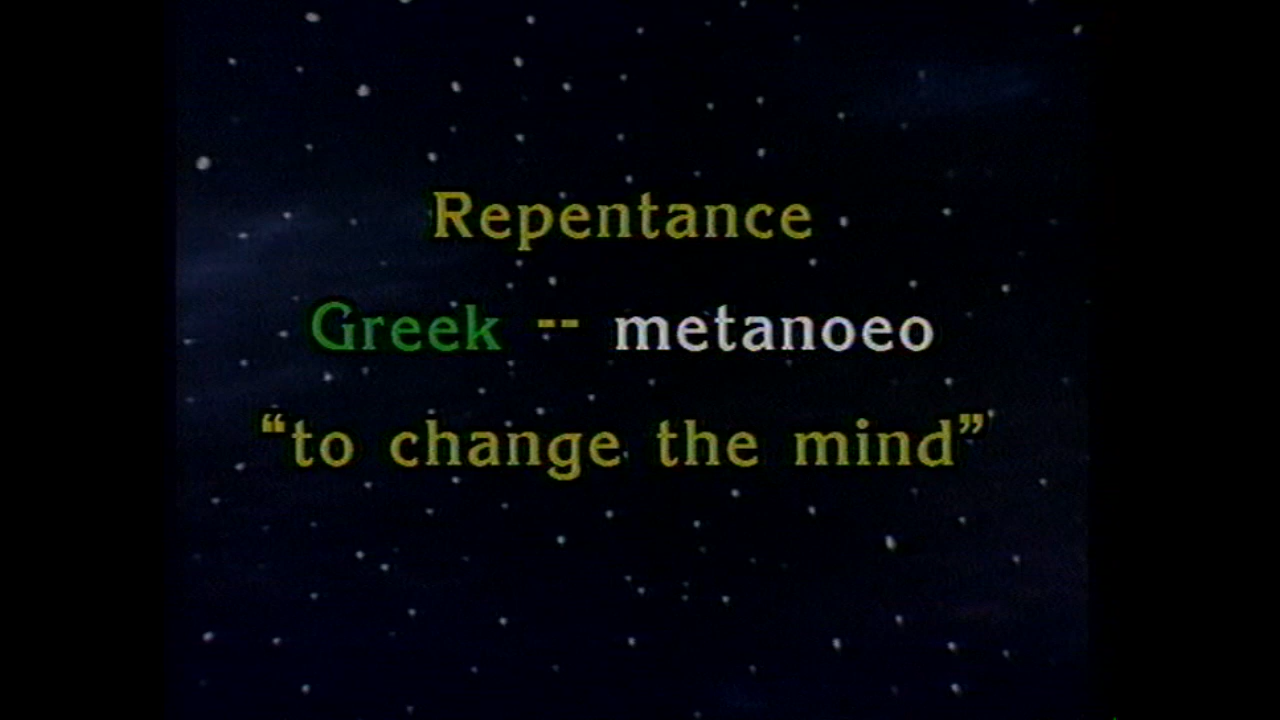 Repentance
Greek -- metanoeo
“to change the mind”